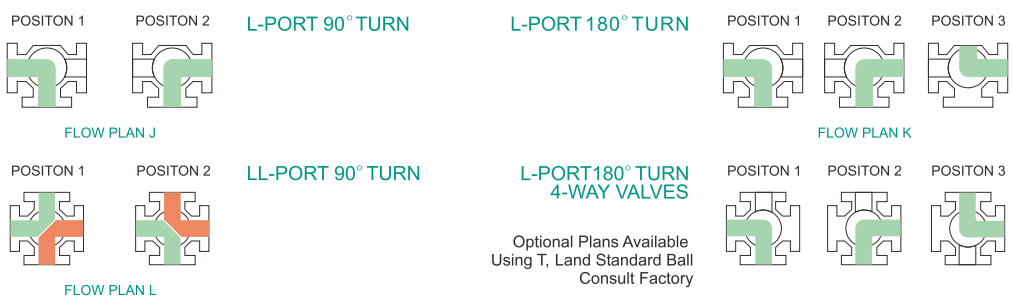 POSITON 1 POSITON 2
L-PORT 90° TURN
L-PORT 180° TURN
POSITON 1 POSITON 2 POSITON 3
FLOW PLAN J
FLOW PLAN K
POSITON 1 POSITON 2
LL-PORT 90° TURN
L-PORT180° TURN
4-WAY VALVES
POSITON 1 POSITON 2 POSITON 3
Optional Plans Available
Using T, Land Standard Ball
Consult Factory
FLOW PLAN L